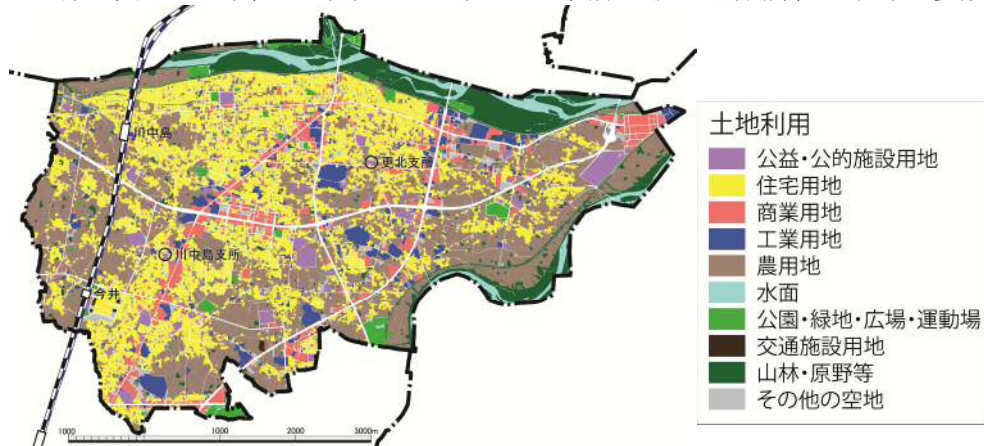 川中島
更北支所
川中島支所
今井
1000 0 1000 2000 3000m
土地利用
公益・公的施設用地
住宅用地
商業用地
工業用地
農用地
水面
公園・緑地・広場・運動場
交通施設用地
山林・原野等
その他の空地